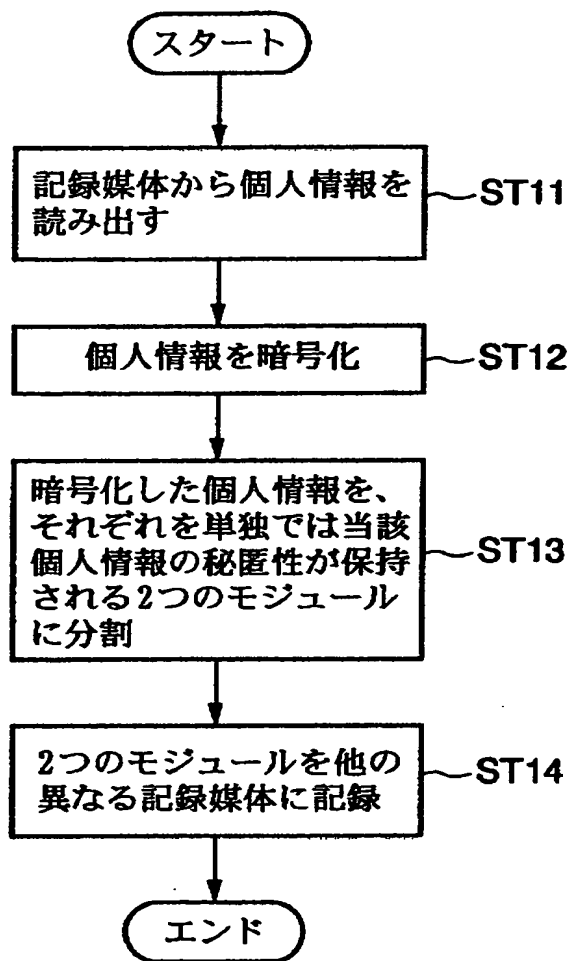 スタート
記録媒体から個人情報を
読み出す
ST11
個人情報を暗号化
ST12
暗号化した個人情報を、
それぞれを単独では当該
個人情報の秘匿性が保持
される2つのモジュール
に分割
ST13
2つのモジュールを他の
異なる記録媒体に記録
ST14
エンド